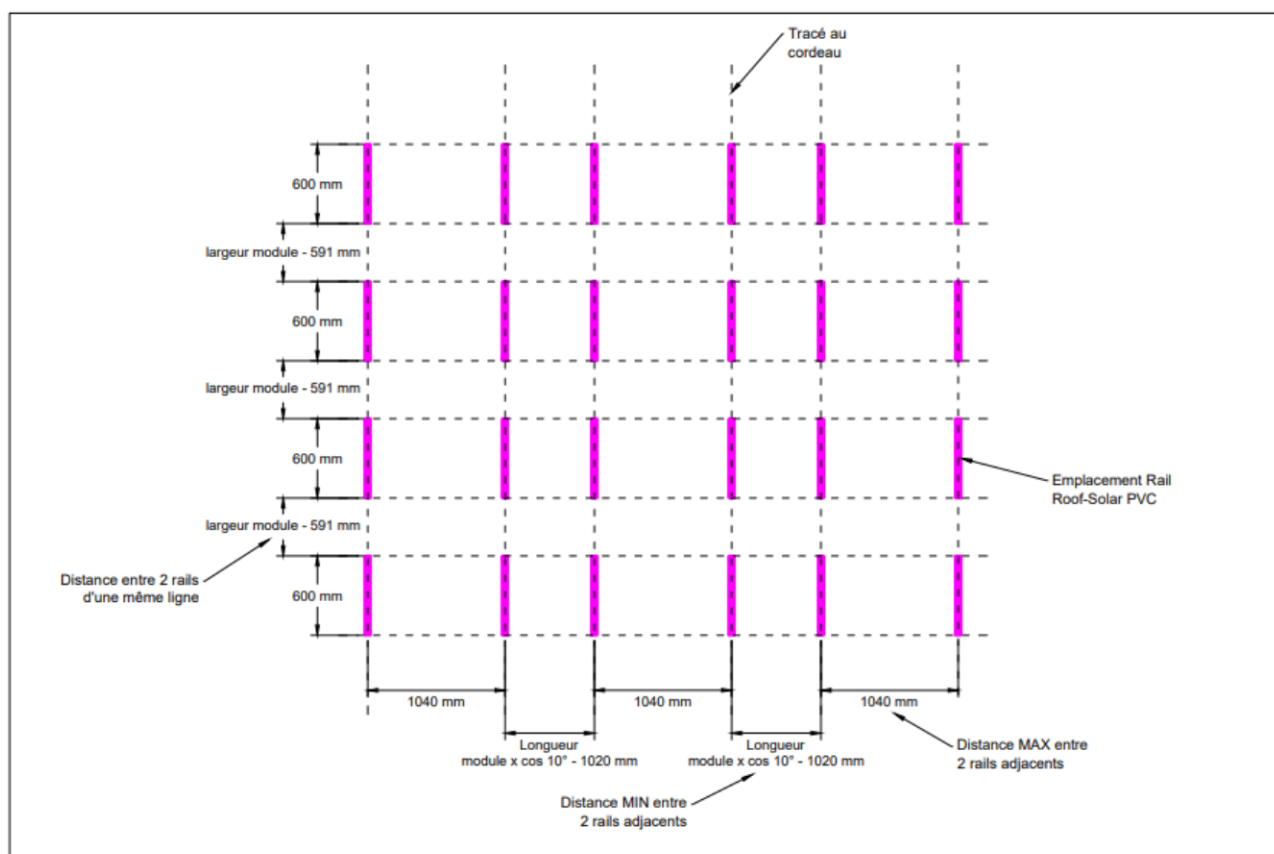 Tracé au
cordeau
600 mm
largeur module - 591 mm
600 mm
largeur module - 591 mm
600 mm
Emplacement Rail
Roof-Solar PVC
largeur module - 591 mm
Distance entre 2 rails
d'une même ligne
600 mm
1040 mm
1040 mm
1040 mm
Longueur
module x cos 10° - 1020 mm
Longueur
module x cos 10° - 1020 mm
Distance MAX entre
2 rails adjacents
Distance MIN entre
2 rails adjacents